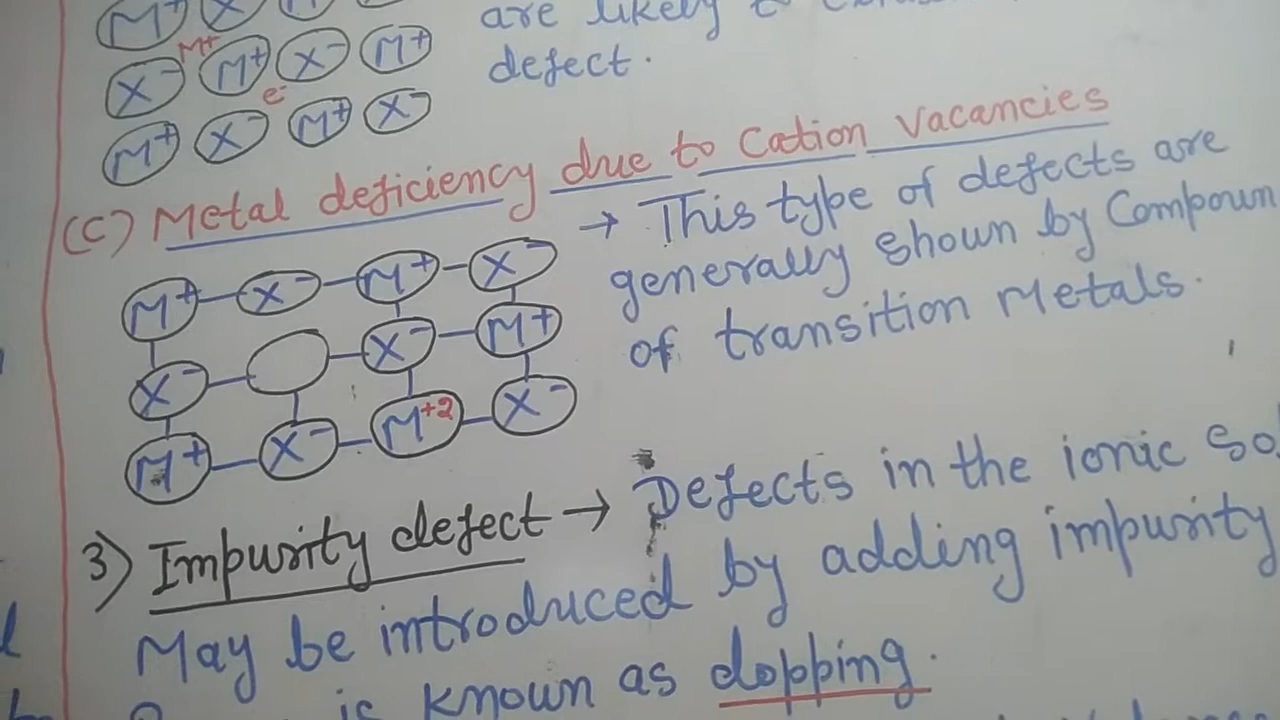 M+ X M+
are likely to
X- M+ M+ X- M+
defect.
e-
M+ X- M+ X-
(C) Metal deficiency due to Cation Vacancies
→ This type of defects are
generally shown by Compoun
of transition Metals.
M+ X- M+ X-
X- X- M+
M+ X- M+2 X-
3) Impurity defect → Defects in the ionic so
May be introduced by adding impurity
is known as dopping.